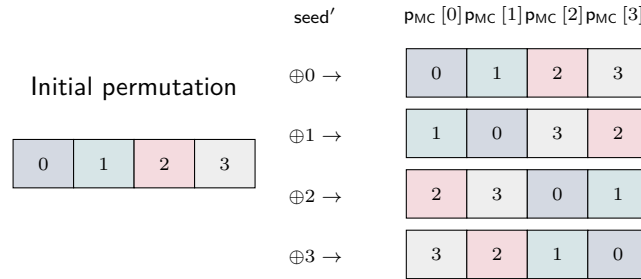 seed′ p_MC [0] p_MC [1] p_MC [2] p_MC [3]
⊕0 → 0 1 2 3
Initial permutation
⊕1 → 1 0 3 2
0 1 2 3
⊕2 → 2 3 0 1
⊕3 → 3 2 1 0